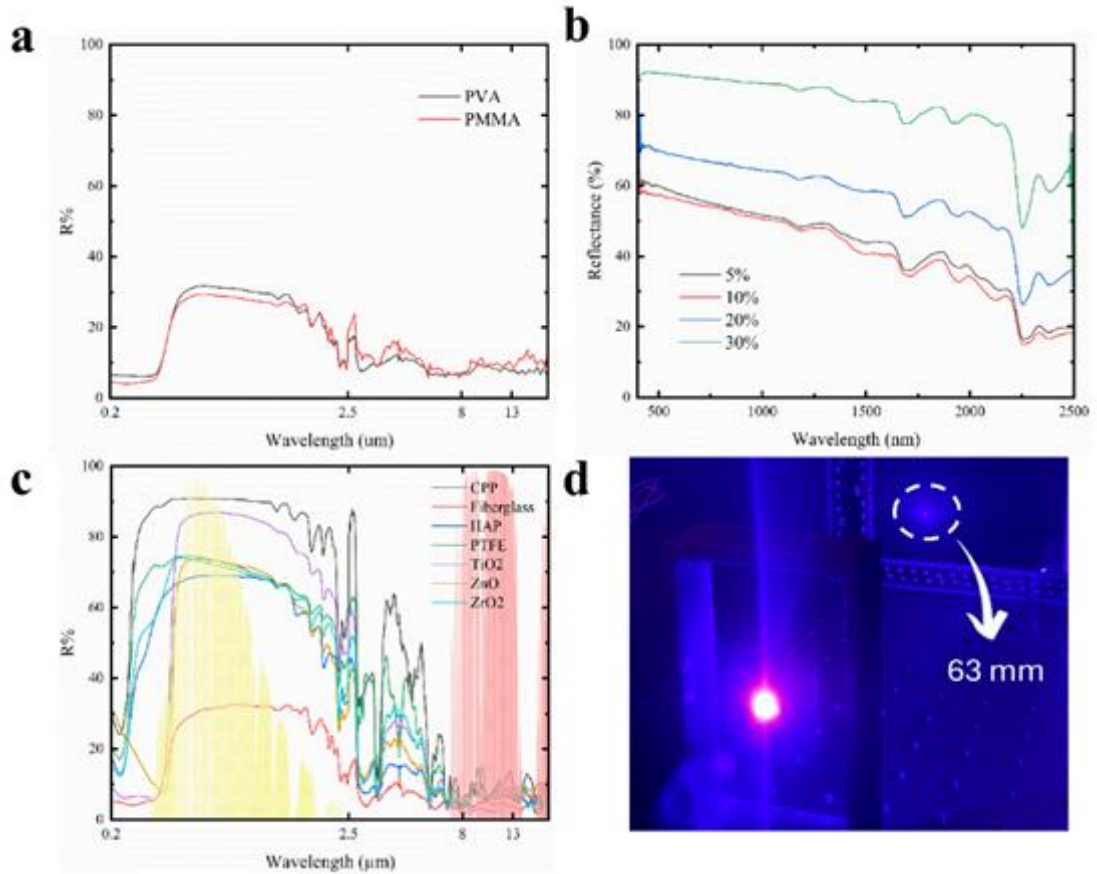 a
100
80
60
40
20
0
R%
PVA
PMMA
0.2
2.5
8
13
Wavelength (um)
b
100
80
60
40
20
0
Reflectance (%)
5%
10%
20%
30%
500
1000
1500
2000
2500
Wavelength (nm)
c
100
80
60
40
20
0
R%
CPP
Fiberglass
HAP
PTFE
TiO2
ZnO
ZrO2
0.2
2.5
8
13
Wavelength (µm)
d
63 mm